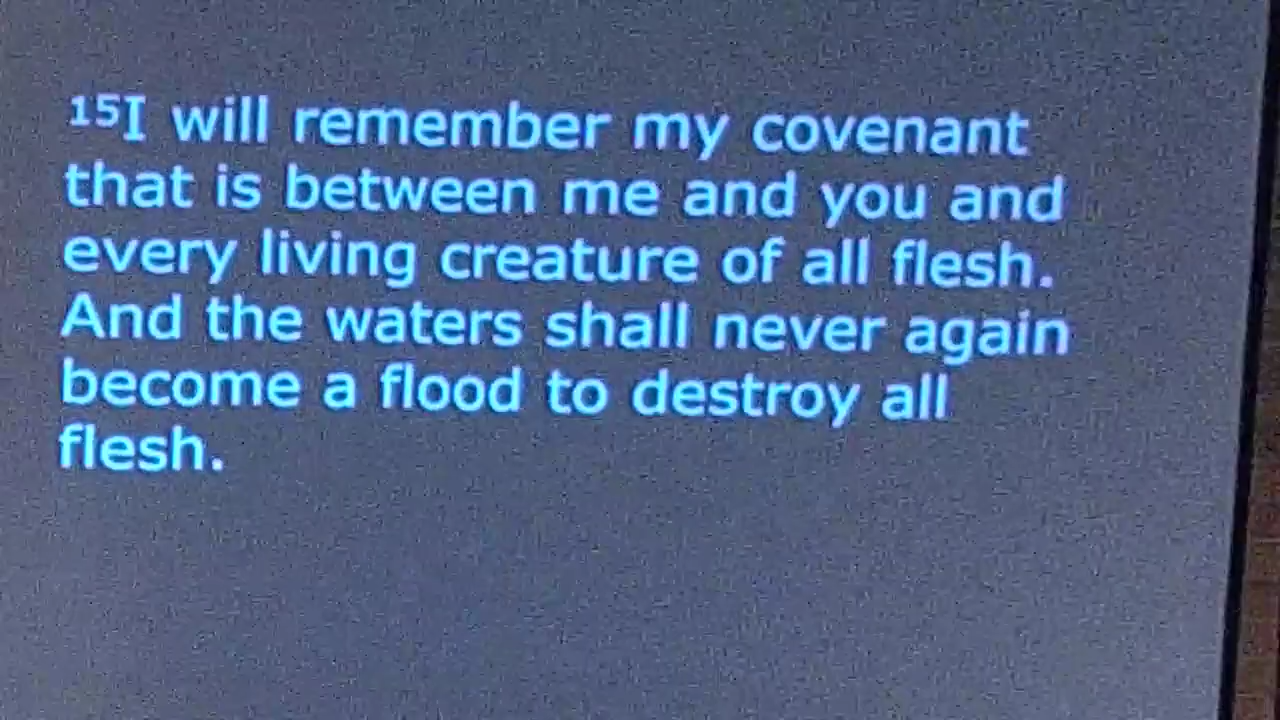 ¹⁵I will remember my covenant
that is between me and you and
every living creature of all flesh.
And the waters shall never again
become a flood to destroy all
flesh.